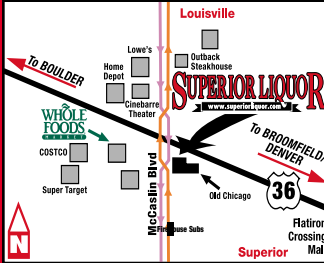 Louisville
Lowe's
Outback
Steakhouse
To BOULDER
Home
Depot
Cinebarre
Theater
SUPERIOR LIQUOR
www.superiorliquor.com
WHOLE
FOODS
MARKET
To BROOMFIELD/
DENVER
COSTCO
Super Target
McCaslin Blvd
Old Chicago
36
Firehouse Subs
Flatiron
Crossing
Mal
N
Superior